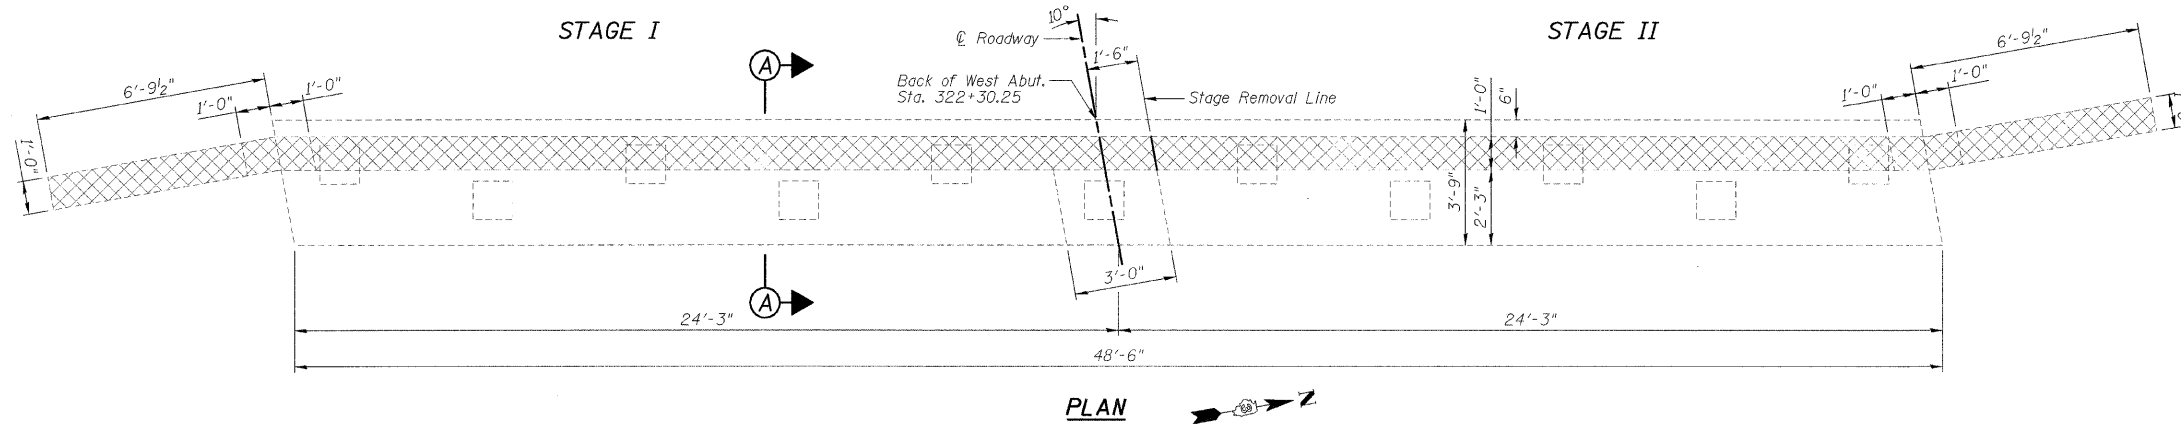 STAGE I
STAGE II
10°
℄ Roadway
1'-6"
Back of West Abut.
Sta. 322+30.25
Stage Removal Line
6'-9½"
1'-0"
1'-0"
1'-0"
1'-0"
6"
3'-9"
2'-3"
6'-9½"
1'-0"
1'-0"
A
A
3'-0"
24'-3"
24'-3"
48'-6"
PLAN
N